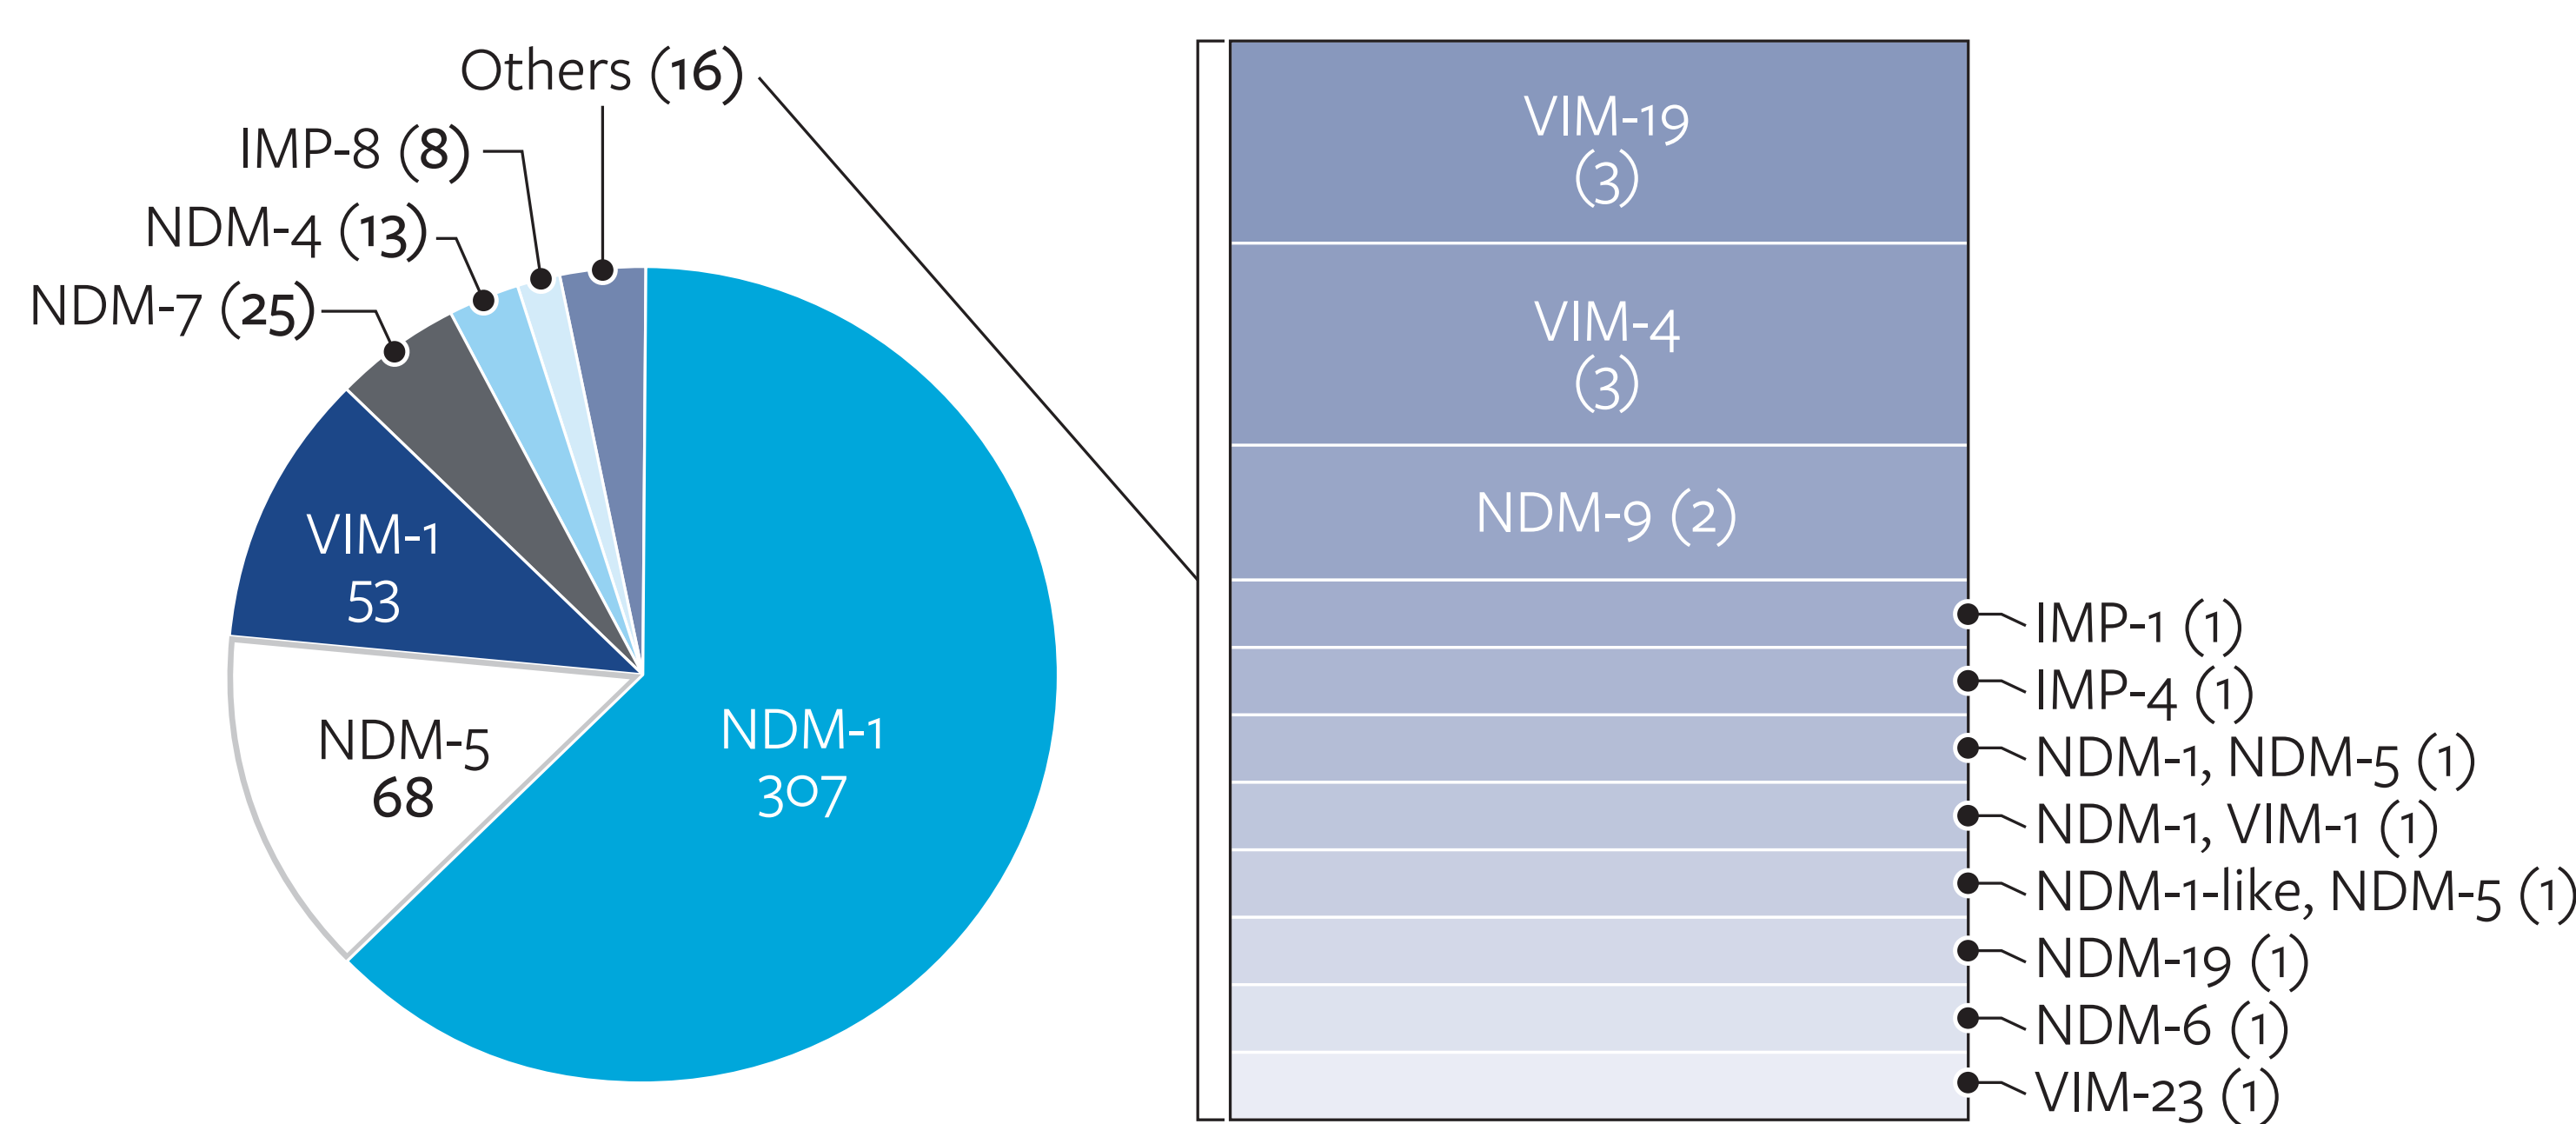 Others (16)
IMP-8 (8)
NDM-4 (13)
NDM-7 (25)
VIM-1
53
NDM-5
68
NDM-1
307
VIM-19
(3)
VIM-4
(3)
NDM-9 (2)
IMP-1 (1)
IMP-4 (1)
NDM-1, NDM-5 (1)
NDM-1, VIM-1 (1)
NDM-1-like, NDM-5 (1)
NDM-19 (1)
NDM-6 (1)
VIM-23 (1)